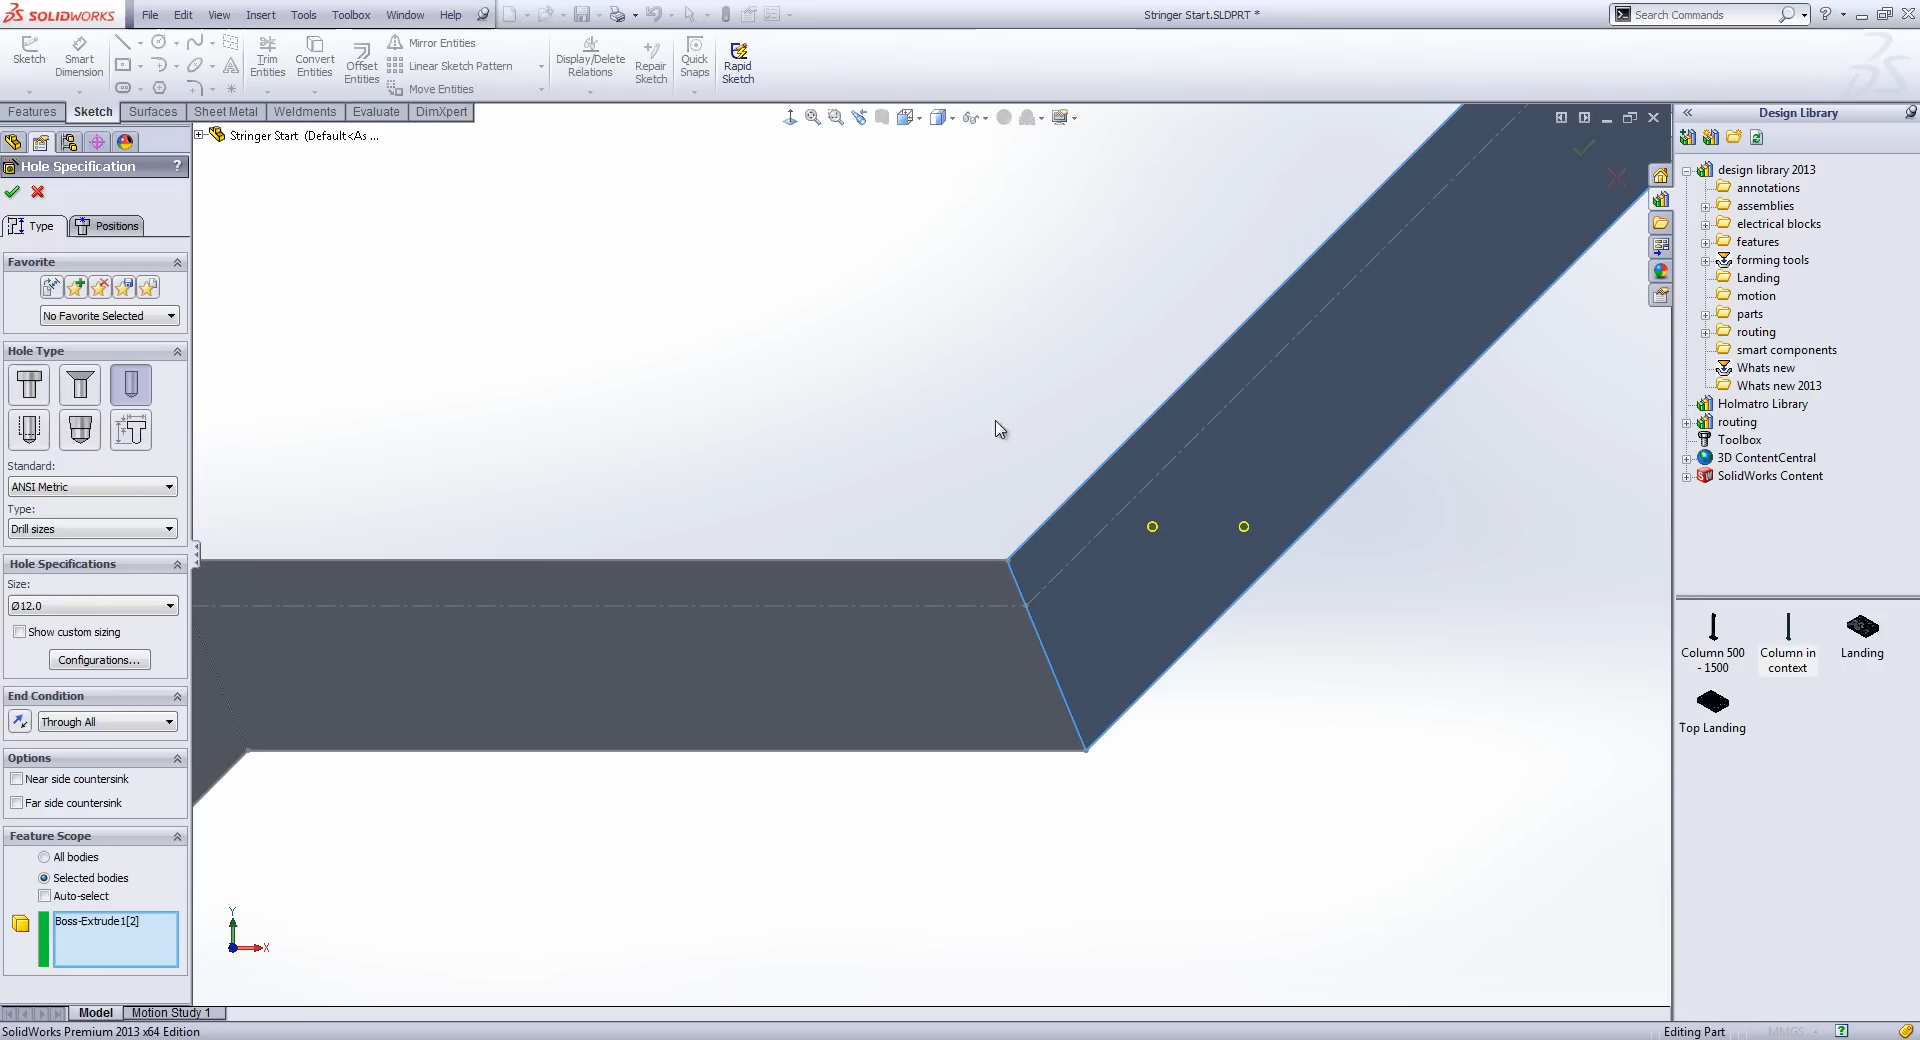 SOLIDWORKS
File Edit View Insert Tools Toolbox Window Help
Stringer Start.SLDPRT *
Search Commands
Sketch
Smart Dimension
Trim Entities
Convert Entities
Offset Entities
Mirror Entities
Linear Sketch Pattern
Move Entities
Display/Delete Relations
Repair Sketch
Quick Snaps
Rapid Sketch
Features Sketch Surfaces Sheet Metal Weldments Evaluate DimXpert
Stringer Start (Default<As ...
Hole Specification ?
Type Positions
Favorite
No Favorite Selected
Hole Type
Standard:
ANSI Metric
Type:
Drill sizes
Hole Specifications
Size:
Ø12.0
Show custom sizing
Configurations...
End Condition
Through All
Options
Near side countersink
Far side countersink
Feature Scope
All bodies
Selected bodies
Auto-select
Boss-Extrude1[2]
Y
X
Design Library
design library 2013
annotations
assemblies
electrical blocks
features
forming tools
Landing
motion
parts
routing
smart components
Whats new
Whats new 2013
Holmatro Library
routing
Toolbox
3D ContentCentral
SolidWorks Content
Column 500 - 1500
Column in context
Landing
Top Landing
Model Motion Study 1
SolidWorks Premium 2013 x64 Edition
Editing Part
MMGS